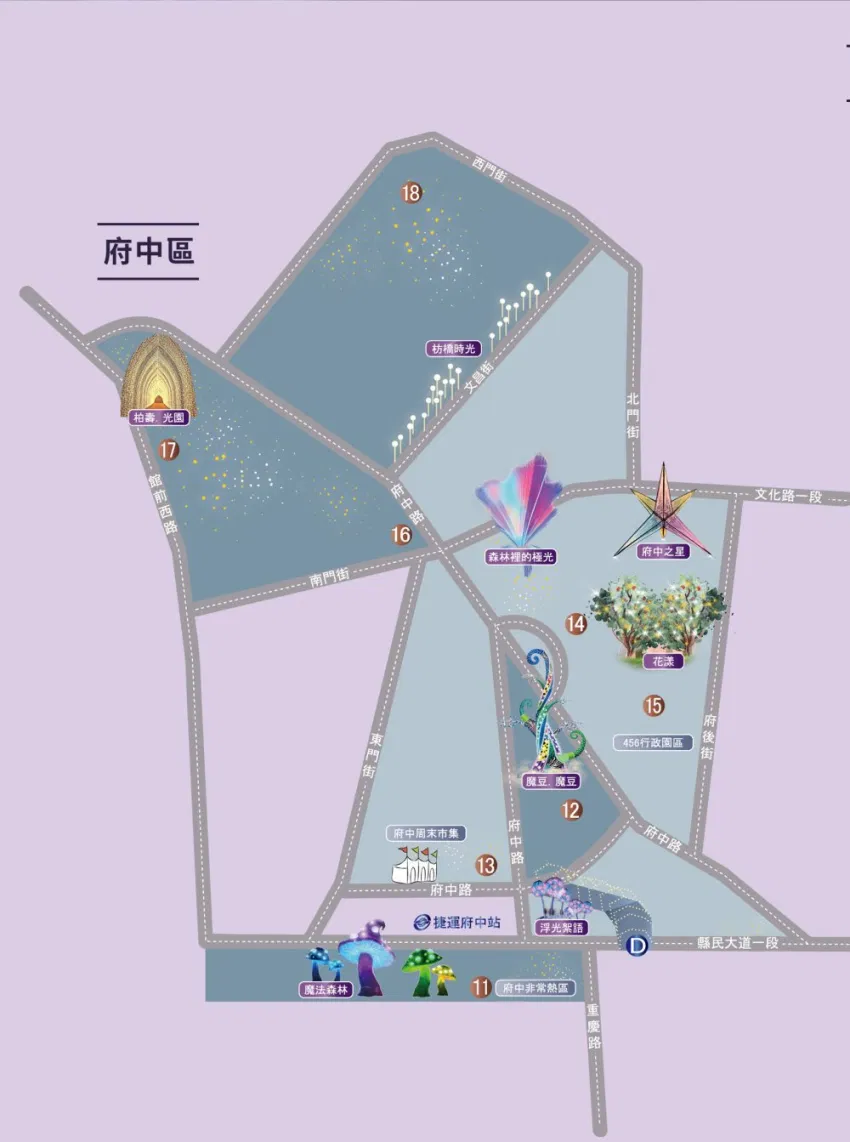 西門街
18
府中區
枋橋時光
文昌街
柏壽.光園
17
北門街
館前西路
府中路
文化路一段
16
森林裡的極光
府中之星
南門街
14
花漾
15
府後街
456行政園區
東門街
魔豆.魔豆
12
府中路
府中路
府中周末市集
13
府中路
捷運府中站
浮光絮語
D
縣民大道一段
魔法森林
11
府中非常熱區
重慶路